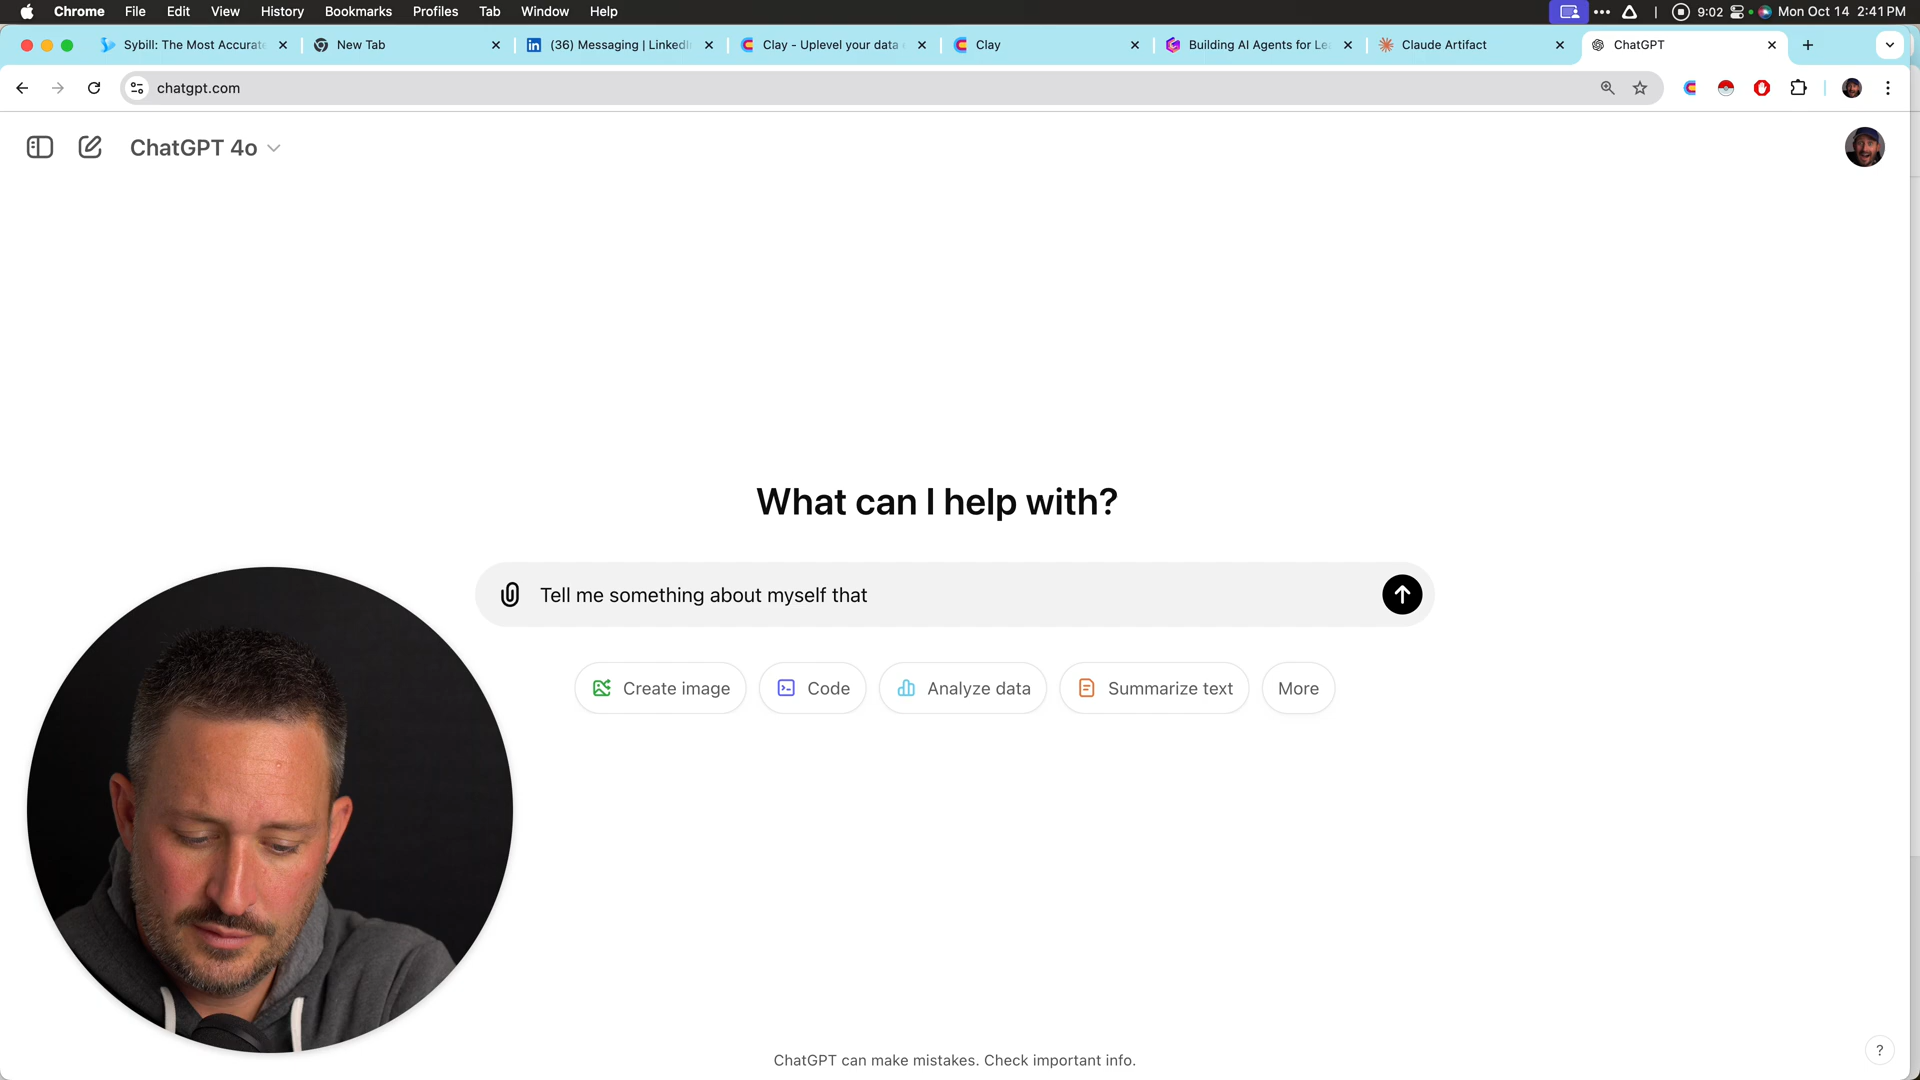 Chrome File Edit View History Bookmarks Profiles Tab Window Help 9:02 Mon Oct 14 2:41 PM
Sybill: The Most Accurate New Tab (36) Messaging | LinkedIn Clay - Uplevel your data Clay Building AI Agents for Le Claude Artifact ChatGPT
chatgpt.com
ChatGPT 4o
What can I help with?
Tell me something about myself that
Create image Code Analyze data Summarize text More
ChatGPT can make mistakes. Check important info.
?